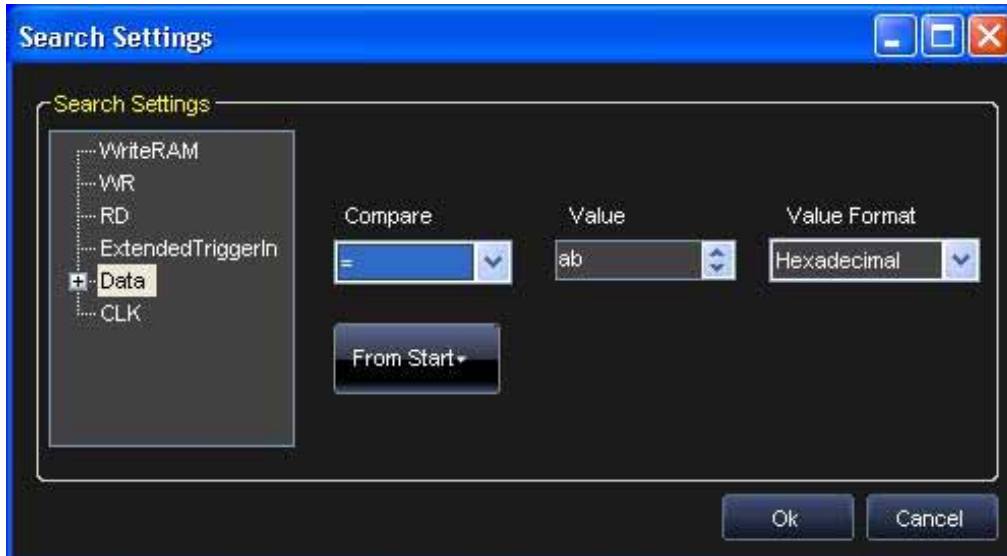 Search Settings
Search Settings
WriteRAM
WR
RD
ExtendedTriggerIn
Data
CLK
Compare Value Value Format
= ab Hexadecimal
From Start
Ok Cancel